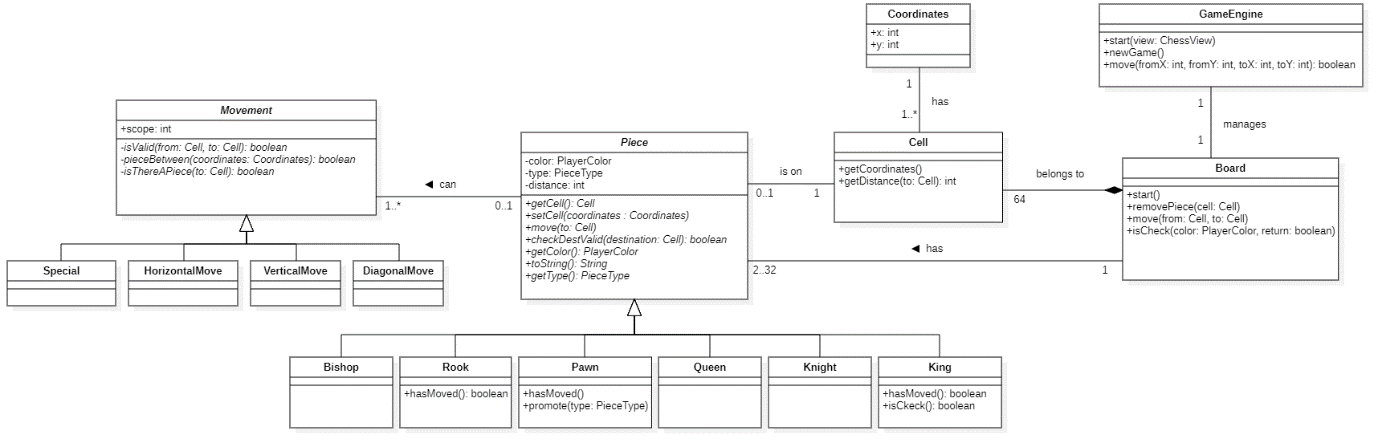 Coordinates
+x: int
+y: int
GameEngine
+start(view: ChessView)
+newGame()
+move(fromX: int, fromY: int, toX: int, toY: int): boolean
1
has
1..*
1
manages
1
Movement
+scope: int
-isValid(from: Cell, to: Cell): boolean
-pieceBetween(coordinates: Coordinates): boolean
-isThereAPiece(to: Cell): boolean
◄ can
1..*
0..1
Piece
-color: PlayerColor
-type: PieceType
-distance: int
+getCell(): Cell
+setCell(coordinates : Coordinates)
+move(to: Cell)
+checkDestValid(destination: Cell): boolean
+getColor(): PlayerColor
+toString(): String
+getType(): PieceType
is on
0..1
1
Cell
+getCoordinates()
+getDistance(to: Cell): int
belongs to
64
Board
+start()
+removePiece(cell: Cell)
+move(from: Cell, to: Cell)
+isCheck(color: PlayerColor, return: boolean)
◄ has
2..32
1
Special
HorizontalMove
VerticalMove
DiagonalMove
Bishop
Rook
+hasMoved(): boolean
Pawn
+hasMoved()
+promote(type: PieceType)
Queen
Knight
King
+hasMoved(): boolean
+isCkeck(): boolean